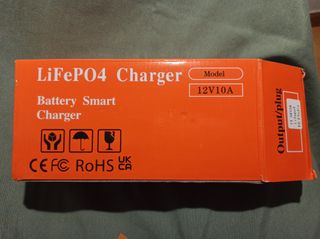 LiFePO4 Charger
Model
12V10A
Battery Smart
Charger
CE FC RoHS UK
CA
Output/plug